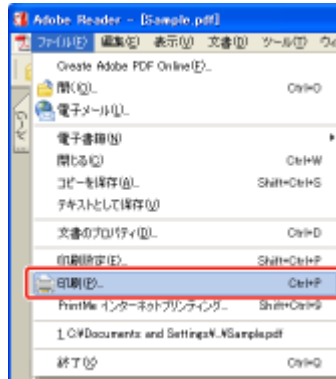 Adobe Reader - [Sample.pdf]
ファイル(F) 編集(E) 表示(V) 文書(D) ツール(T) ウィ
Create Adobe PDF Online(F)...
開く(O)... Ctrl+O
電子メール(L)...
電子書籍(N)
閉じる(C) Ctrl+W
コピーを保存(A)... Shift+Ctrl+S
テキストとして保存(V)
文書のプロパティ(D)... Ctrl+D
印刷設定(E)... Shift+Ctrl+P
印刷(P)... Ctrl+P
PrintMe インターネットプリンティング... Shift+Ctrl+9
1 C:¥Documents and Settings¥..¥Sample.pdf
終了(X) Ctrl+Q
ページ